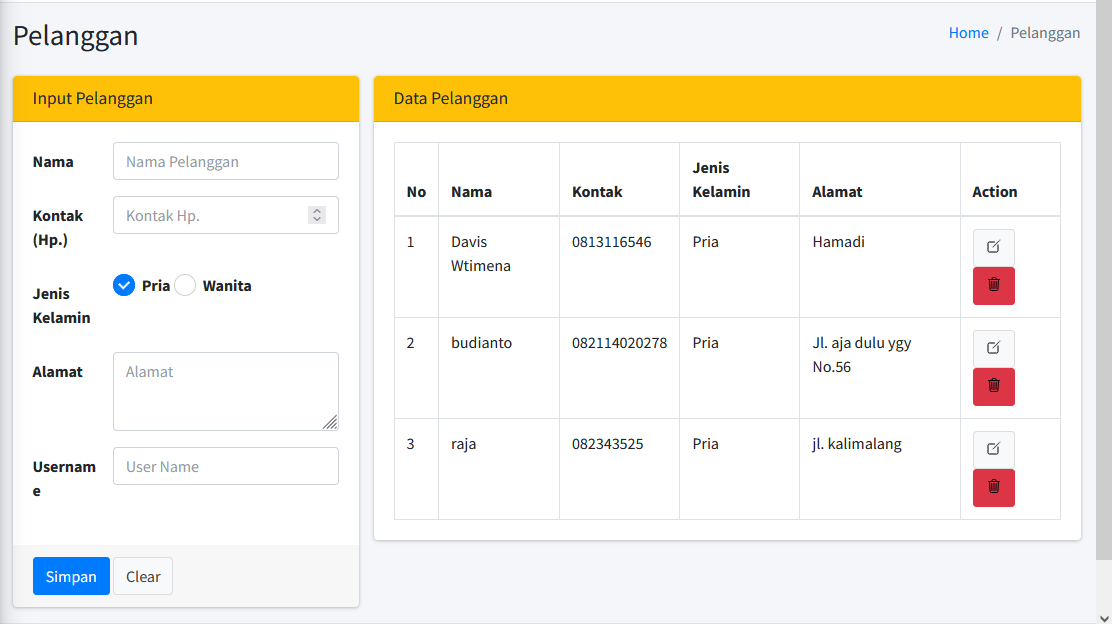 Pelanggan
Home / Pelanggan
Input Pelanggan
Nama
Nama Pelanggan
Kontak
(Hp.)
Kontak Hp.
Jenis
Kelamin
Pria
Wanita
Alamat
Alamat
Usernam
e
User Name
Simpan
Clear
Data Pelanggan
No Nama Kontak Jenis Kelamin Alamat Action
1 Davis Wtimena 0813116546 Pria Hamadi
2 budianto 082114020278 Pria Jl. aja dulu ygy No.56
3 raja 082343525 Pria jl. kalimalang